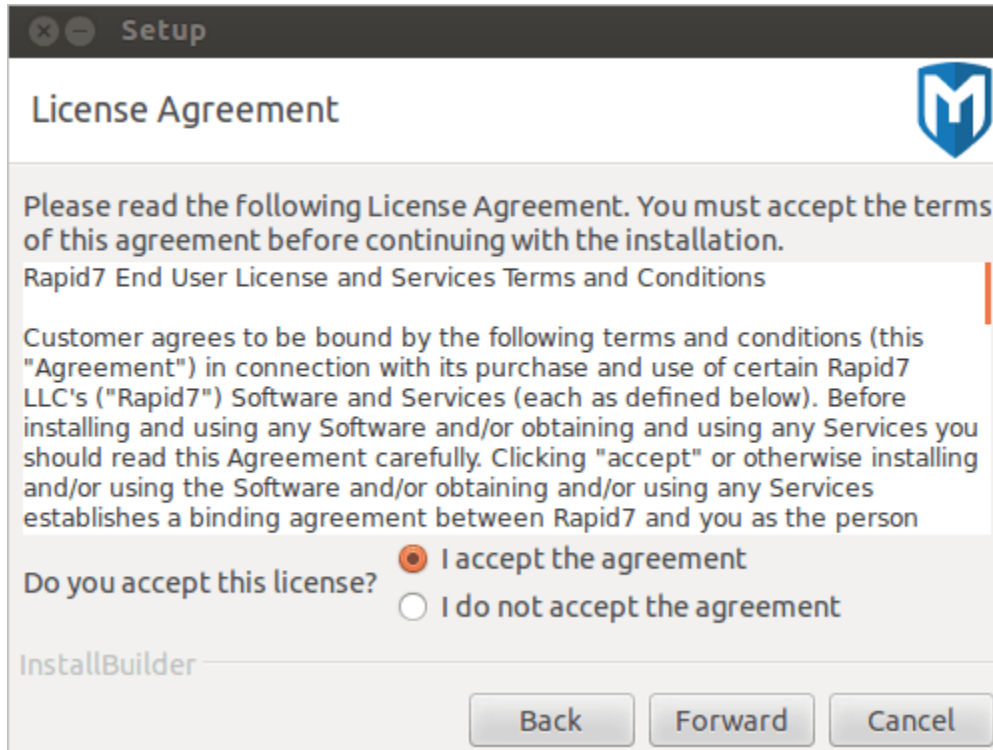 Setup
License Agreement
Please read the following License Agreement. You must accept the terms
of this agreement before continuing with the installation.
Rapid7 End User License and Services Terms and Conditions
Customer agrees to be bound by the following terms and conditions (this
"Agreement") in connection with its purchase and use of certain Rapid7
LLC's ("Rapid7") Software and Services (each as defined below). Before
installing and using any Software and/or obtaining and using any Services you
should read this Agreement carefully. Clicking "accept" or otherwise installing
and/or using the Software and/or obtaining and/or using any Services
establishes a binding agreement between Rapid7 and you as the person
Do you accept this license?
I accept the agreement
I do not accept the agreement
InstallBuilder
Back
Forward
Cancel